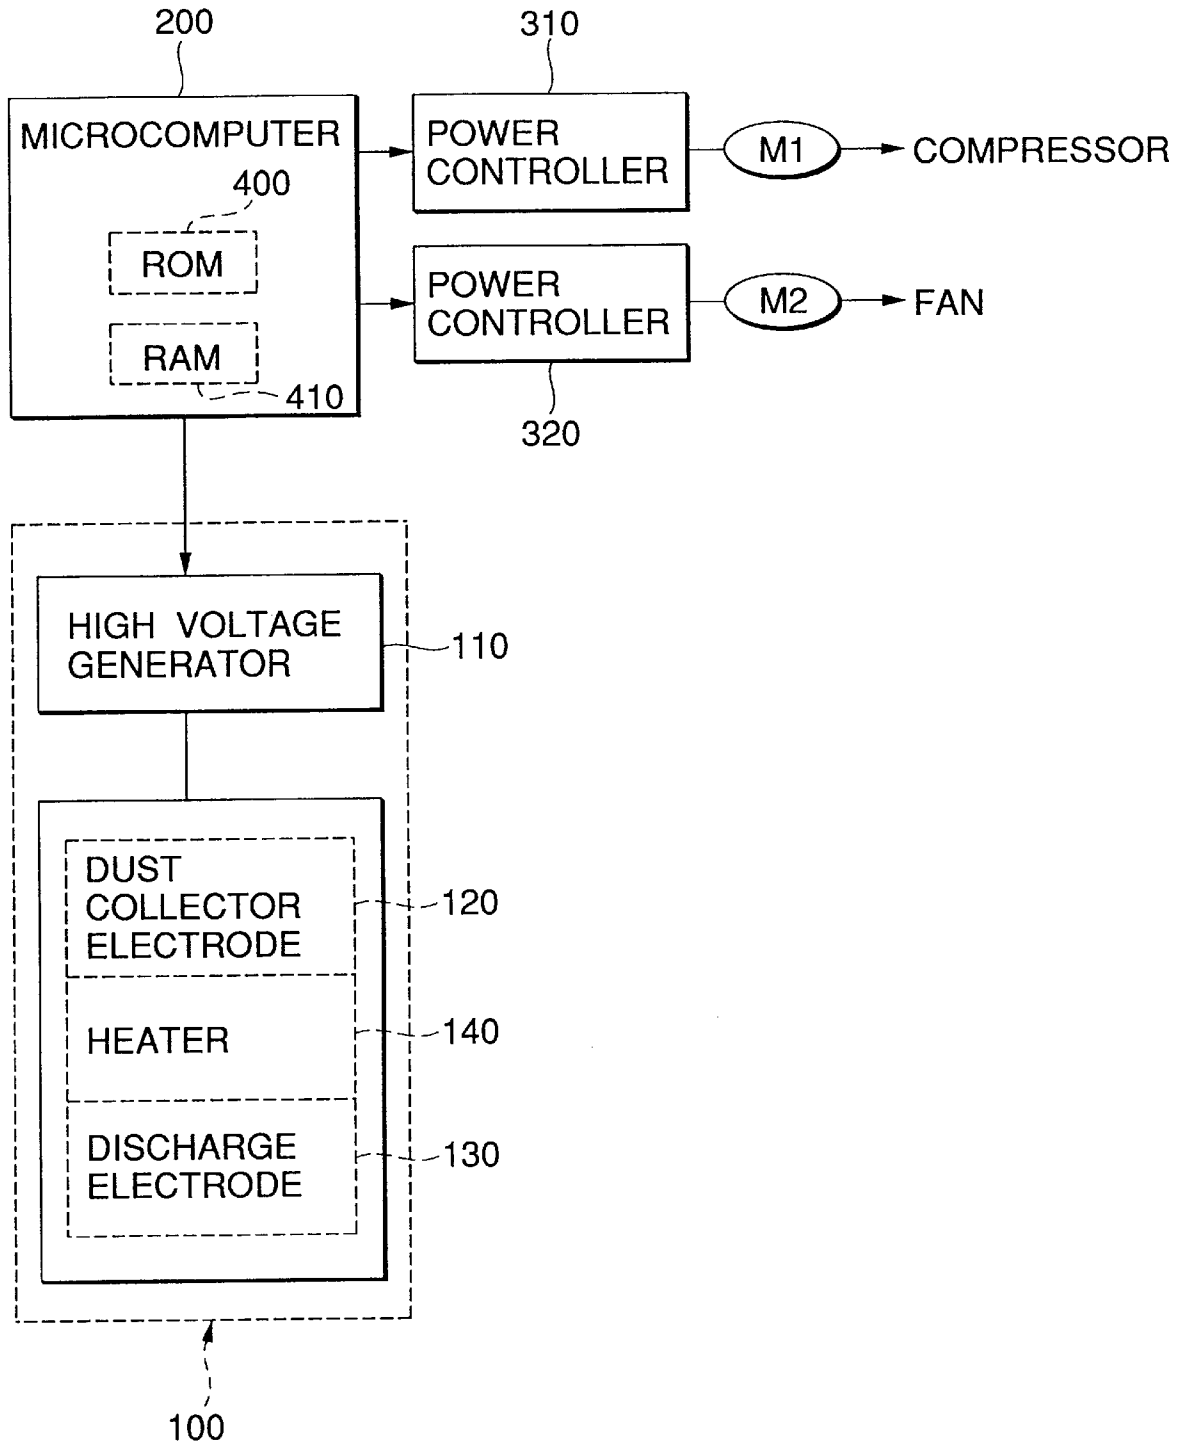 200
310
MICROCOMPUTER
POWER
CONTROLLER
M1
COMPRESSOR
400
ROM
POWER
CONTROLLER
M2
FAN
RAM
410
320
HIGH VOLTAGE
GENERATOR
110
DUST
COLLECTOR
ELECTRODE
120
HEATER
140
DISCHARGE
ELECTRODE
130
100